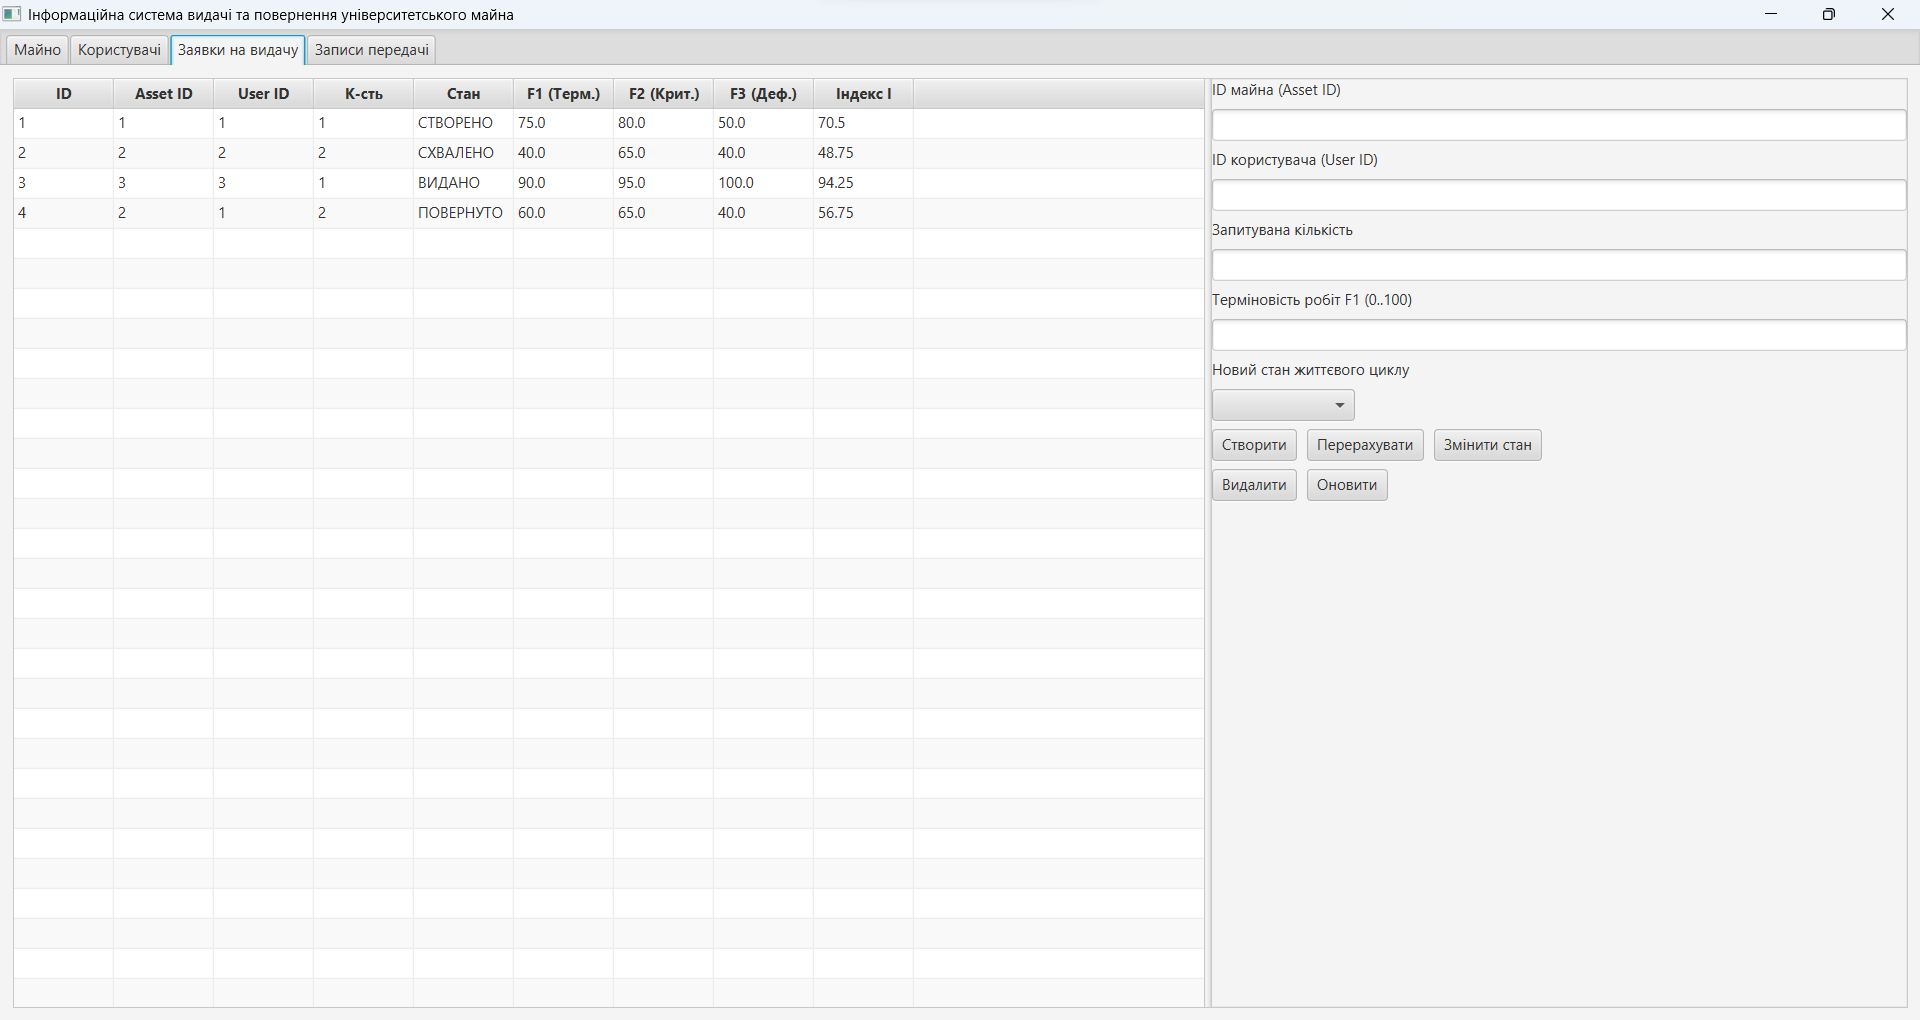 Інформаційна система видачі та повернення університетського майна
Майно Користувачі Заявки на видачу Записи передачі
ID Asset ID User ID К-сть Стан F1 (Терм.) F2 (Крит.) F3 (Деф.) Індекс I
1 1 1 1 СТВОРЕНО 75.0 80.0 50.0 70.5
2 2 2 2 СХВАЛЕНО 40.0 65.0 40.0 48.75
3 3 3 1 ВИДАНО 90.0 95.0 100.0 94.25
4 2 1 2 ПОВЕРНУТО 60.0 65.0 40.0 56.75
ID майна (Asset ID)
ID користувача (User ID)
Запитувана кількість
Терміновість робіт F1 (0..100)
Новий стан життєвого циклу
Створити Перерахувати Змінити стан
Видалити Оновити